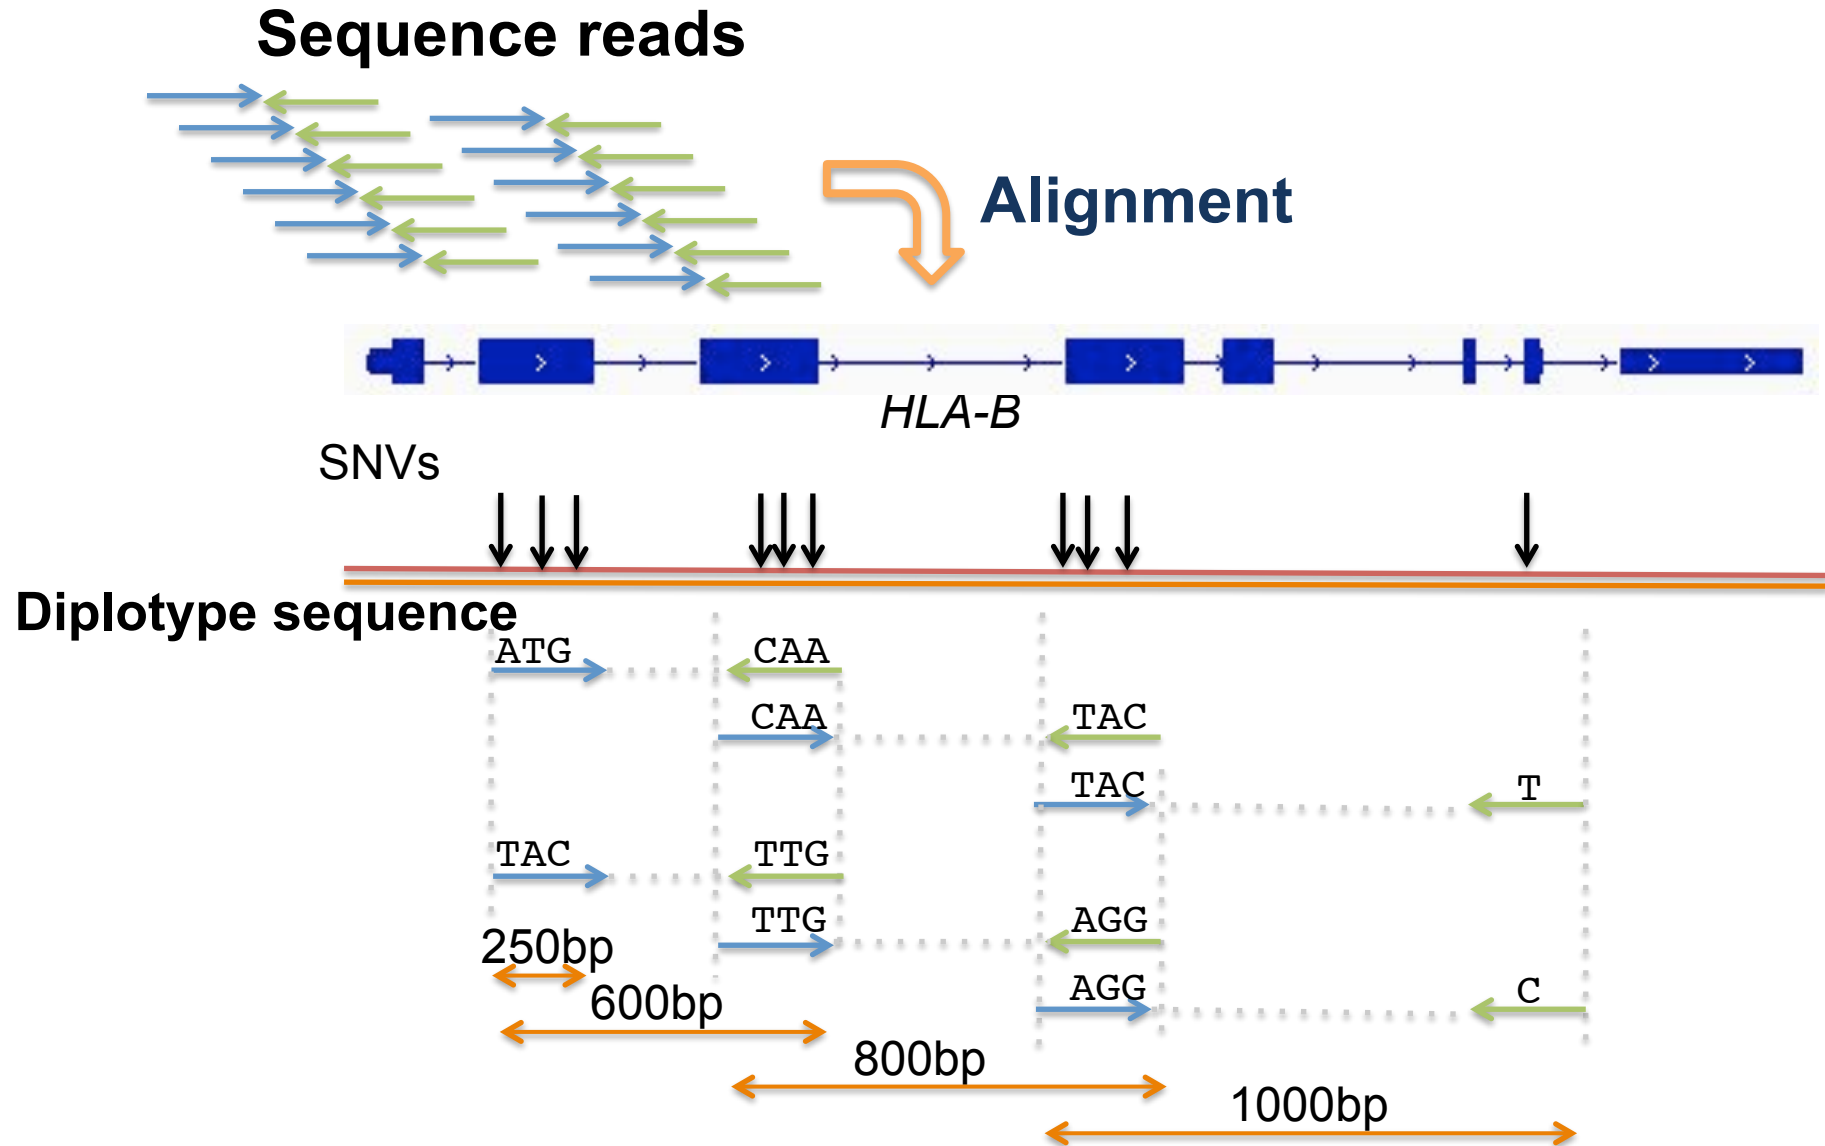 Sequence reads
Alignment
HLA-B
SNVs
Diplotype sequence
ATG CAA
CAA TAC
TAC T
TAC TTG
TTG AGG
250bp
AGG C
600bp
800bp
1000bp